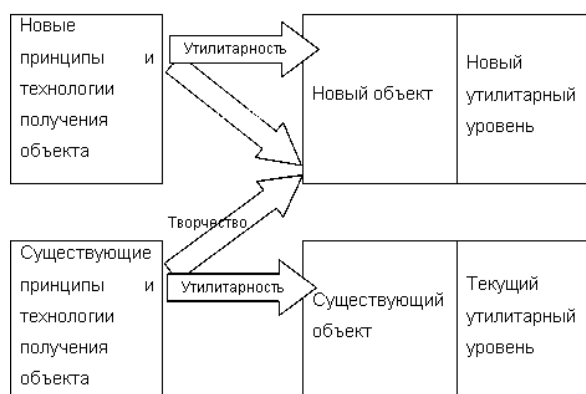 Новые
принципы и
технологии
получения
объекта
Утилитарность
Новый объект
Новый
утилитарный
уровень
Творчество
Существующие
принципы и
технологии
получения
объекта
Утилитарность
Существующий
объект
Текущий
утилитарный
уровень